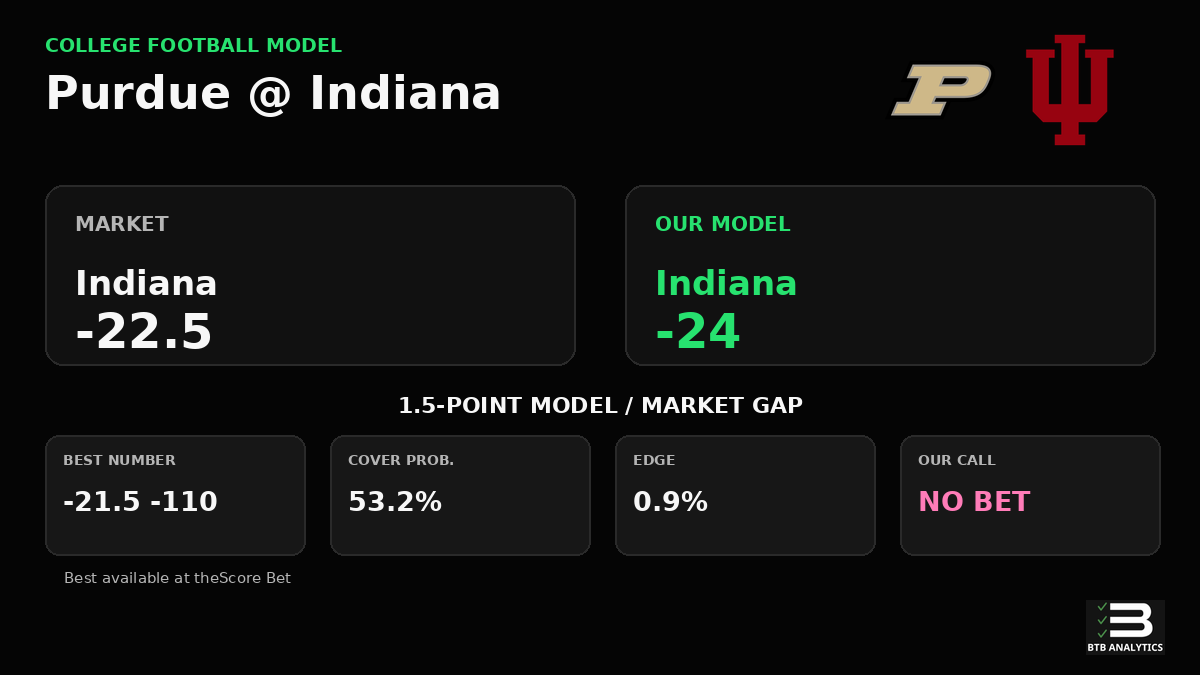 COLLEGE FOOTBALL MODEL
Purdue @ Indiana
P
IU
MARKET
Indiana
-22.5
OUR MODEL
Indiana
-24
1.5-POINT MODEL / MARKET GAP
BEST NUMBER
-21.5 -110
COVER PROB.
53.2%
EDGE
0.9%
OUR CALL
NO BET
Best available at theScore Bet
B
BTB ANALYTICS